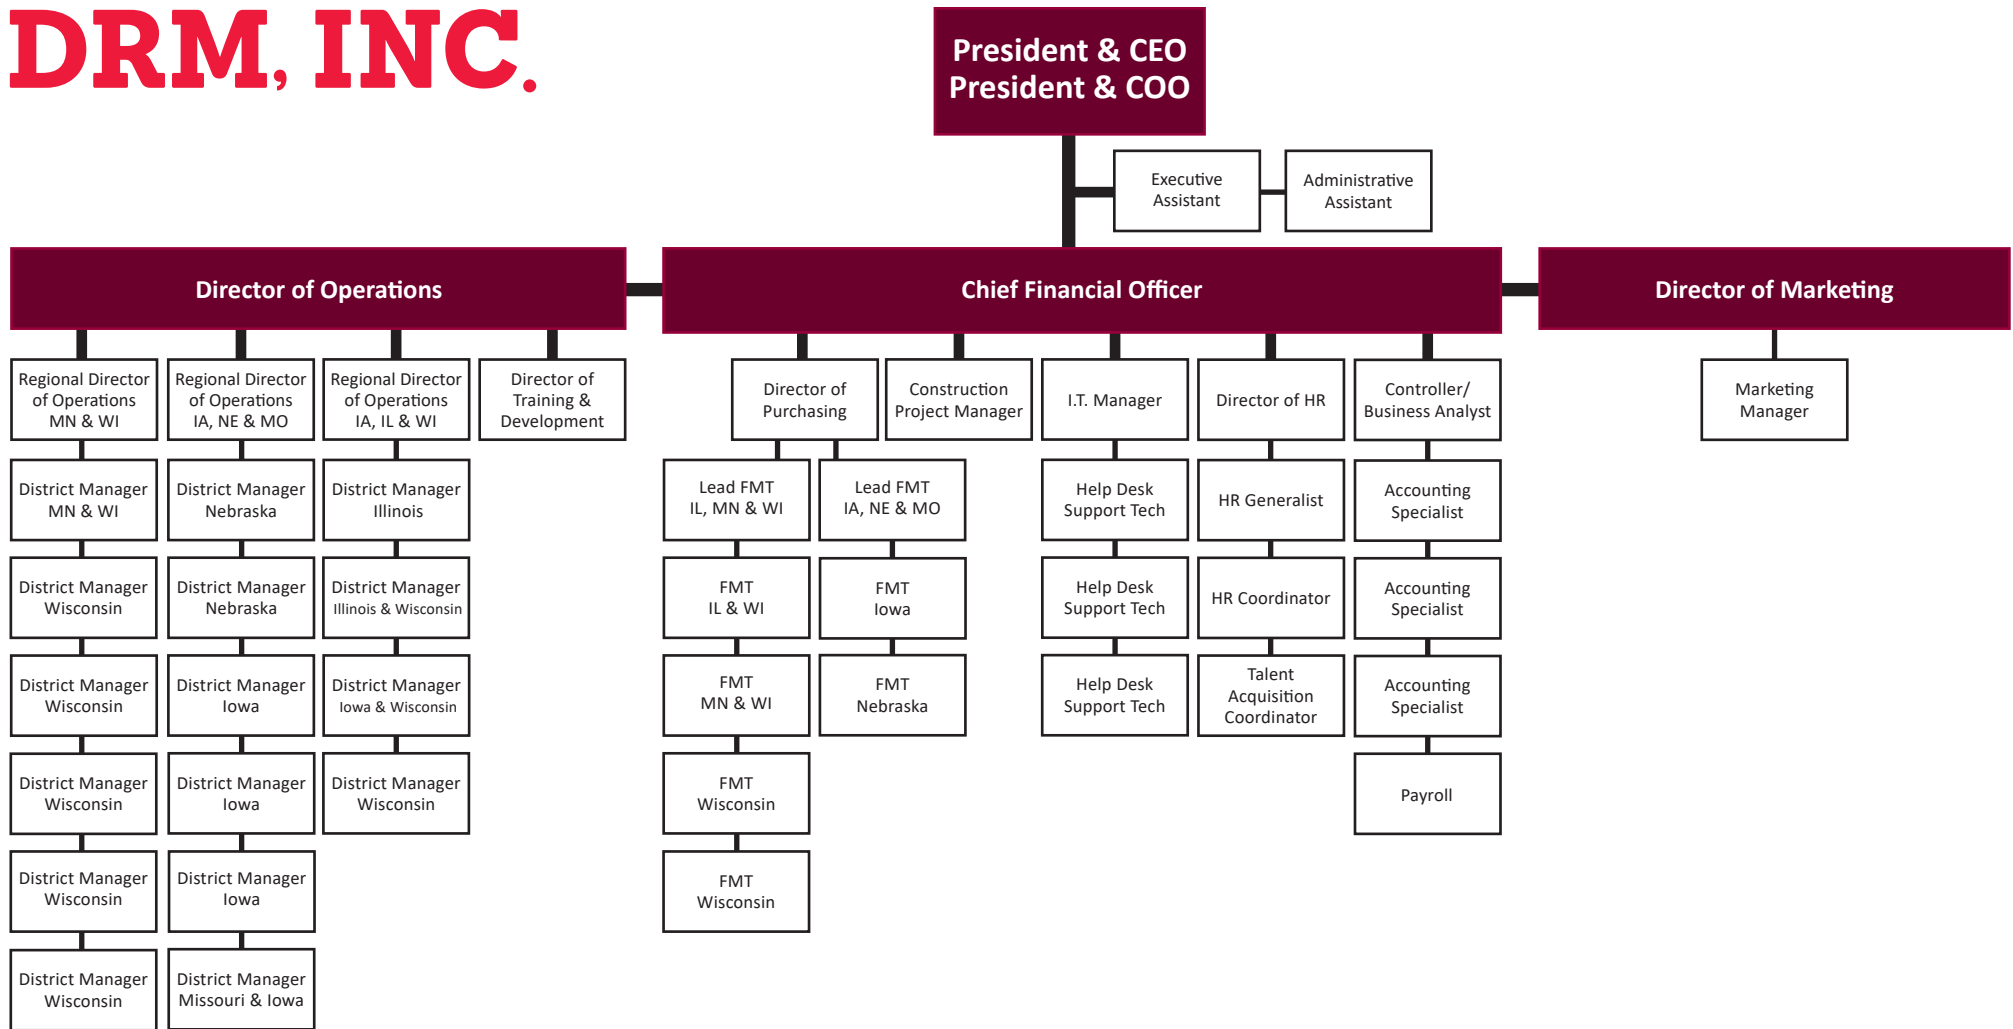 DRM, INC.
President & CEO
President & COO
Executive
Assistant
Administrative
Assistant
Director of Operations
Chief Financial Officer
Director of Marketing
Regional Director
of Operations
MN & WI
Regional Director
of Operations
IA, NE & MO
Regional Director
of Operations
IA, IL & WI
Director of
Training &
Development
Director of
Purchasing
Construction
Project Manager
I.T. Manager
Director of HR
Controller/
Business Analyst
Marketing
Manager
District Manager
MN & WI
District Manager
Nebraska
District Manager
Illinois
Lead FMT
IL, MN & WI
Lead FMT
IA, NE & MO
Help Desk
Support Tech
HR Generalist
Accounting
Specialist
District Manager
Wisconsin
District Manager
Nebraska
District Manager
Illinois & Wisconsin
FMT
IL & WI
FMT
Iowa
Help Desk
Support Tech
HR Coordinator
Accounting
Specialist
District Manager
Wisconsin
District Manager
Iowa
District Manager
Iowa & Wisconsin
FMT
MN & WI
FMT
Nebraska
Help Desk
Support Tech
Talent
Acquisition
Coordinator
Accounting
Specialist
District Manager
Wisconsin
District Manager
Iowa
District Manager
Wisconsin
FMT
Wisconsin
Payroll
District Manager
Wisconsin
District Manager
Iowa
FMT
Wisconsin
District Manager
Wisconsin
District Manager
Missouri & Iowa